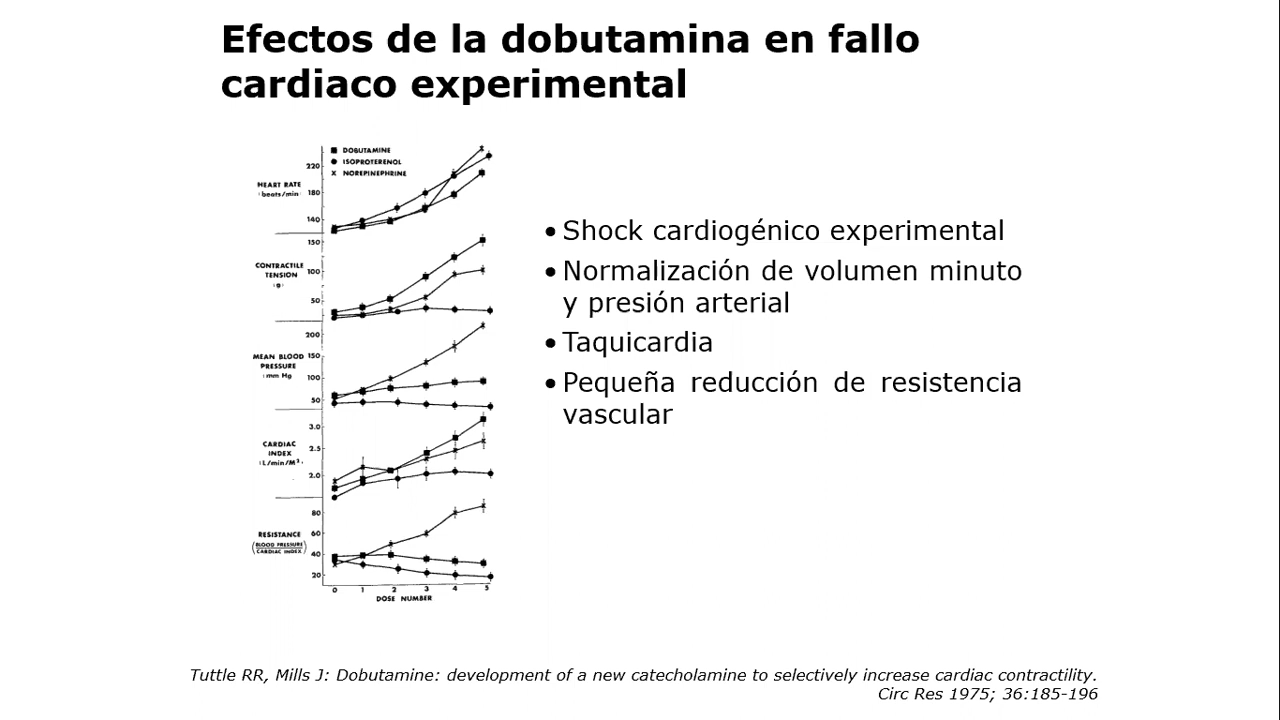 Efectos de la dobutamina en fallo
cardiaco experimental
DOBUTAMINE
ISOPROTERENOL
NOREPINEPHRINE
HEART RATE
(beats/min)
220
180
140
CONTRACTILE
TENSION
(g)
150
100
50
MEAN BLOOD
PRESSURE
mm Hg
200
150
100
50
CARDIAC
INDEX
(L/min/M²)
3.0
2.5
2.0
RESISTANCE
(BLOOD PRESSURE
CARDIAC INDEX)
80
60
40
20
0 1 2 3 4 5
DOSE NUMBER
• Shock cardiogénico experimental
• Normalización de volumen minuto
y presión arterial
• Taquicardia
• Pequeña reducción de resistencia
vascular
Tuttle RR, Mills J: Dobutamine: development of a new catecholamine to selectively increase cardiac contractility.
Circ Res 1975; 36:185-196